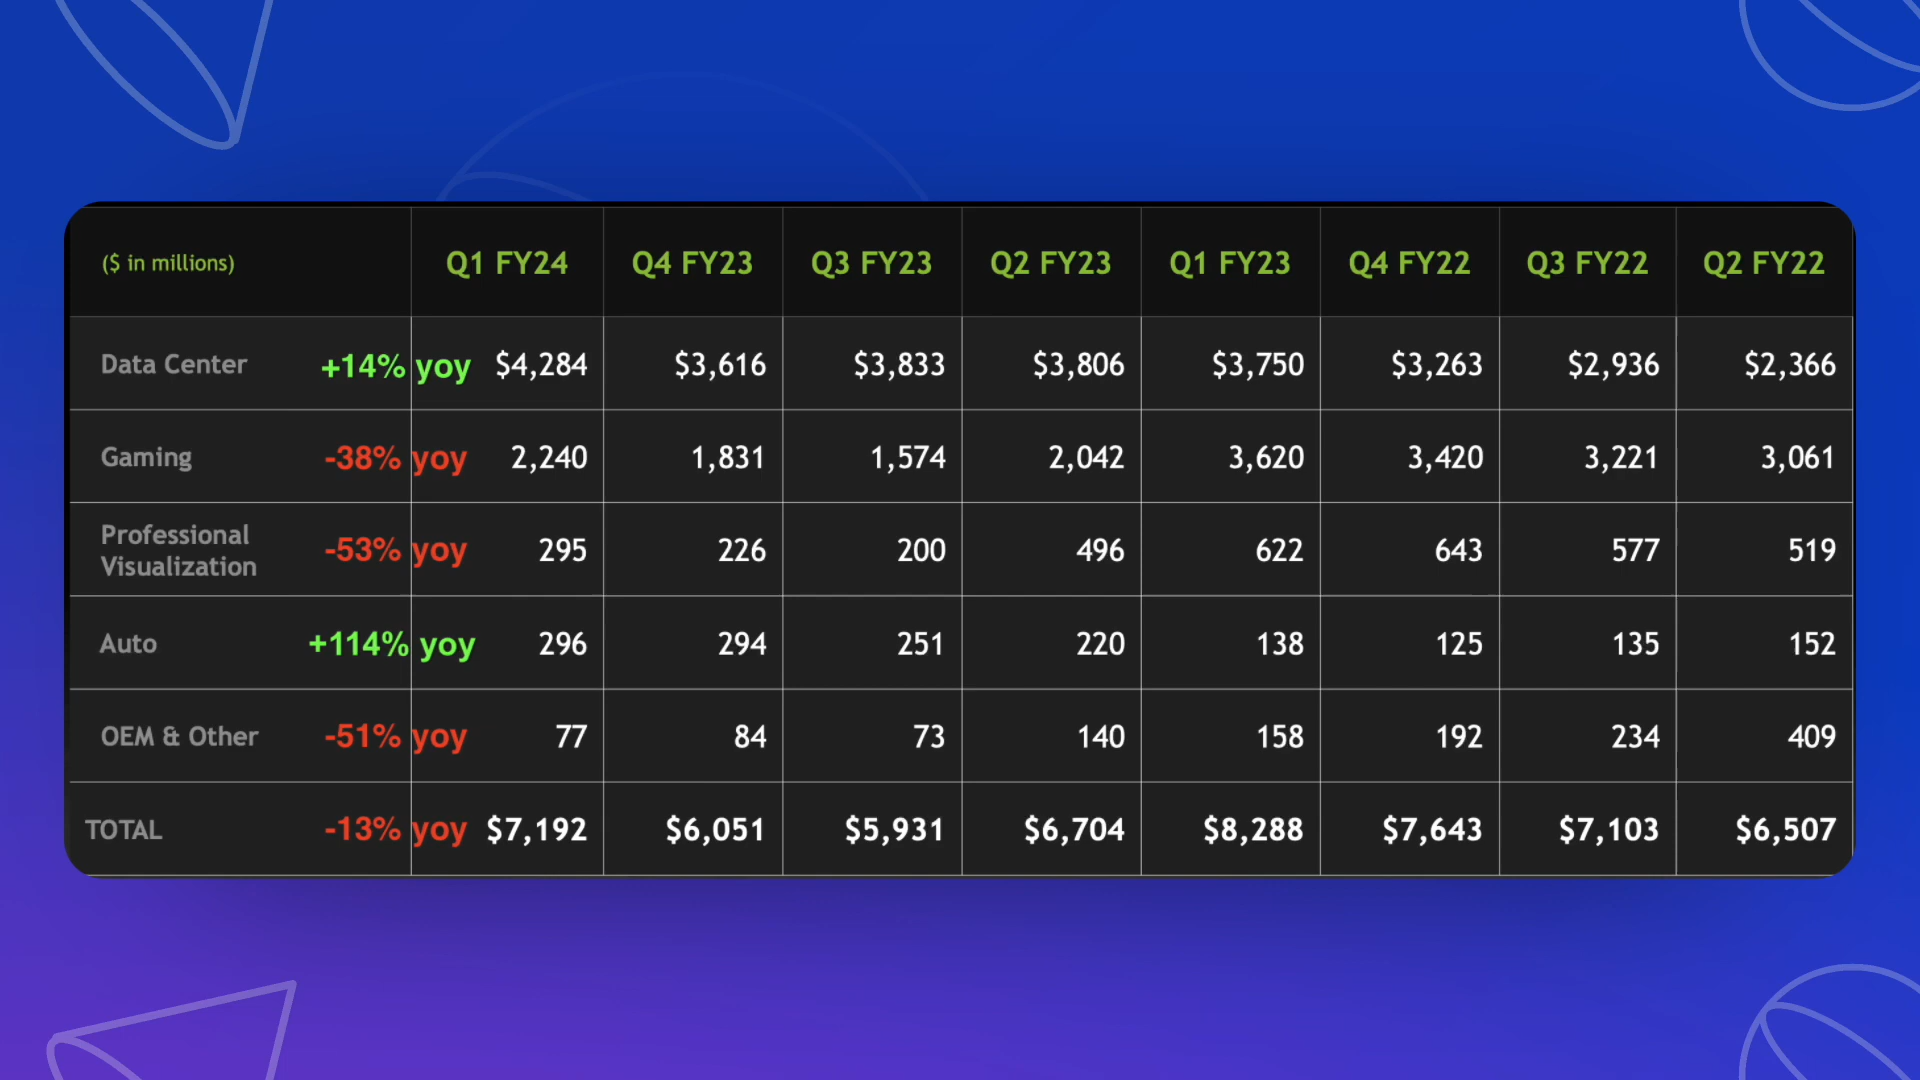 ($ in millions) Q1 FY24 Q4 FY23 Q3 FY23 Q2 FY23 Q1 FY23 Q4 FY22 Q3 FY22 Q2 FY22
Data Center +14% yoy $4,284 $3,616 $3,833 $3,806 $3,750 $3,263 $2,936 $2,366
Gaming -38% yoy 2,240 1,831 1,574 2,042 3,620 3,420 3,221 3,061
Professional
Visualization -53% yoy 295 226 200 496 622 643 577 519
Auto +114% yoy 296 294 251 220 138 125 135 152
OEM & Other -51% yoy 77 84 73 140 158 192 234 409
TOTAL -13% yoy $7,192 $6,051 $5,931 $6,704 $8,288 $7,643 $7,103 $6,507